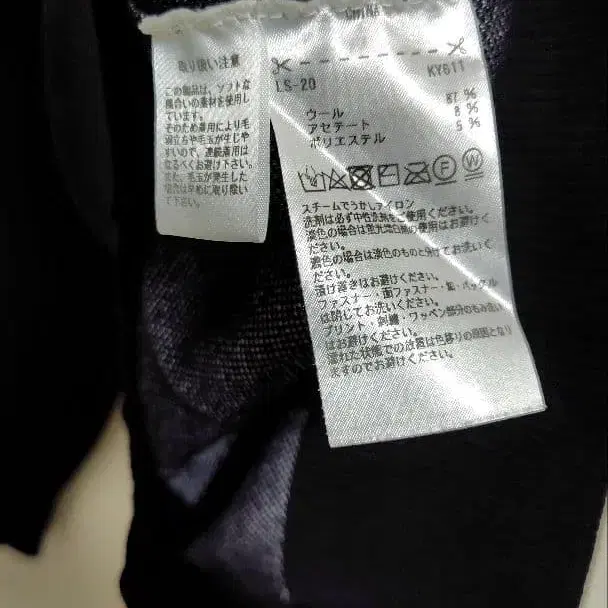 CHINA
取り扱い注意
この製品は、ソフトな
風合いの素材を使用し
ています。
そのため着用により毛
羽立ちや毛玉が生じや
すいので、連続着用は
なるべくお避け下さい。
また、毛玉が発生した
場合は早めに取り除い
て下さい。
LS-20 KY611
ウール 87 %
アセテート 8 %
ポリエステル 5 %
スチームでうかしアイロン
洗剤は必ず中性洗剤をご使用ください。
淡色の場合は蛍光増白剤の使用はお避けく
ださい。
濃色の場合は淡色のものと分けてお洗いく
ださい。
漬け置きはお避けください。
ファスナー・面ファスナー・釦・バックル
は閉じてお洗いください。
プリント・刺繍・ワッペン部分のもみ洗い
はお避けください。
濡れた状態での放置は色移りの原因となり
ますのでお避けください。